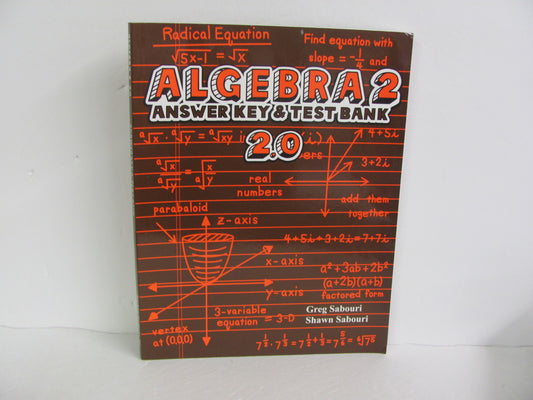 Radical Equation
√5x-1 = √x
Find equation with
slope = -1/4 and
ALGEBRA 2
ANSWER KEY & TEST BANK
2.0
ᵃ√x · ᵃ√y = ᵃ√xy
4+5i
3+2i
ᵃ√x / ᵃ√y = ᵃ√x/y
real
numbers
add them
together
parabaloid
z-axis
4+5i+3+2i=7+7i
x-axis
a²+3ab+2b²
(a+2b)(a+b)
factored form
y-axis
3-variable
equation = 3-D
Greg Sabouri
Shawn Sabouri
vertex
at (0,0,0)